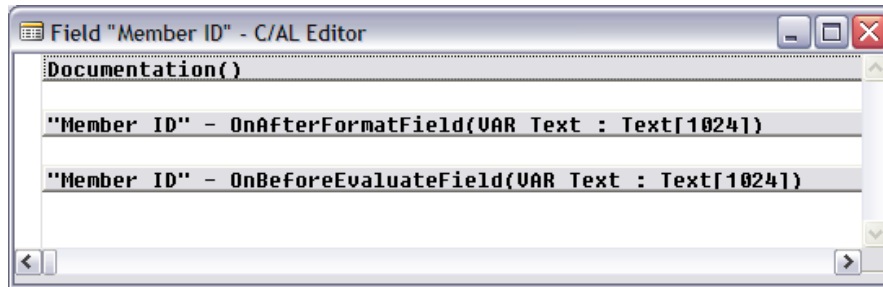 Field "Member ID" - C/AL Editor
Documentation()
"Member ID" - OnAfterFormatField(VAR Text : Text[1024])
"Member ID" - OnBeforeEvaluateField(VAR Text : Text[1024])